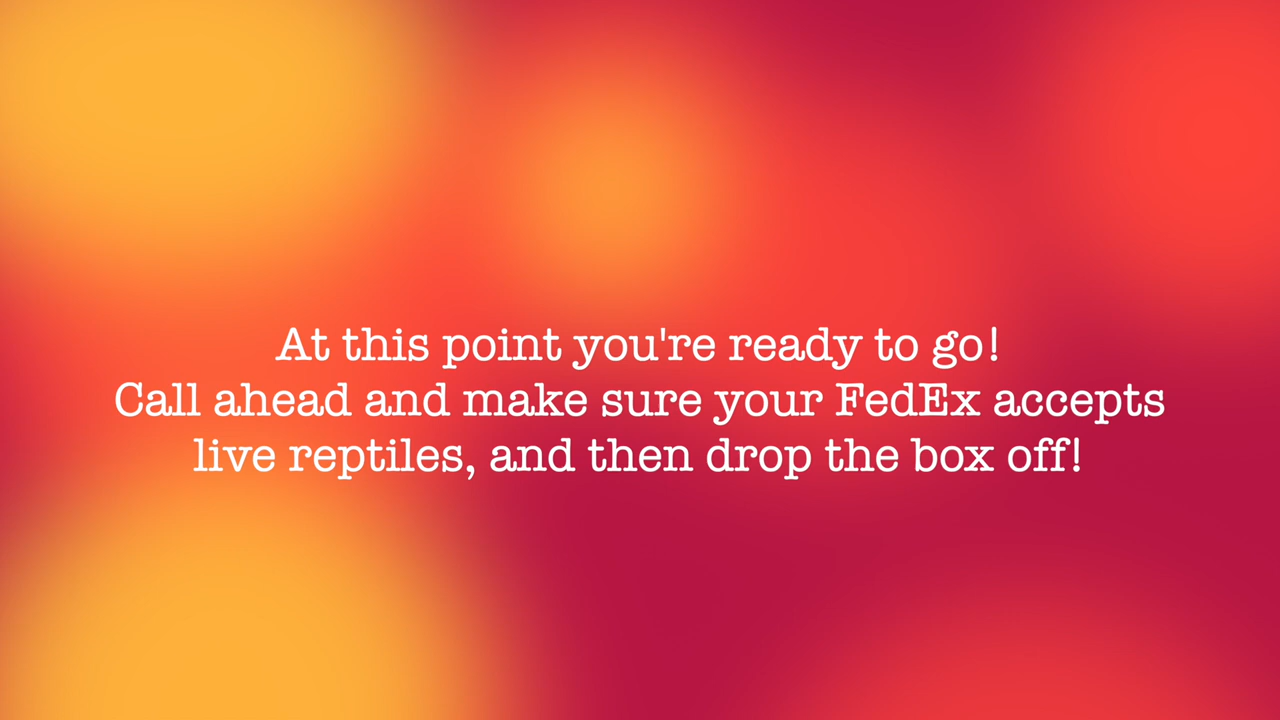 At this point you're ready to go!
Call ahead and make sure your FedEx accepts
live reptiles, and then drop the box off!